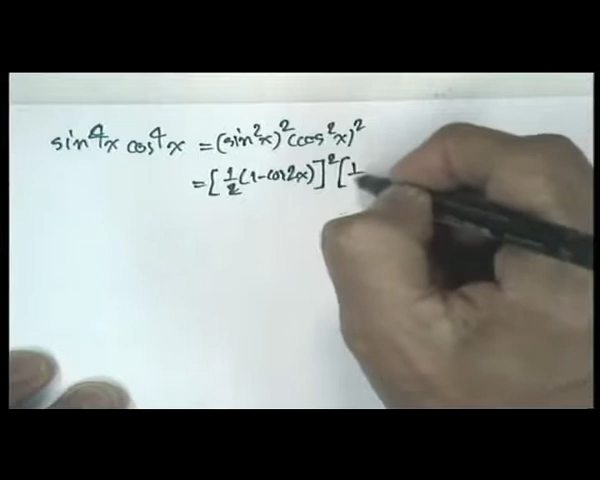 sin⁴x cos⁴x = (sin²x)² (cos²x)²
= [½(1-cos2x)]² [1